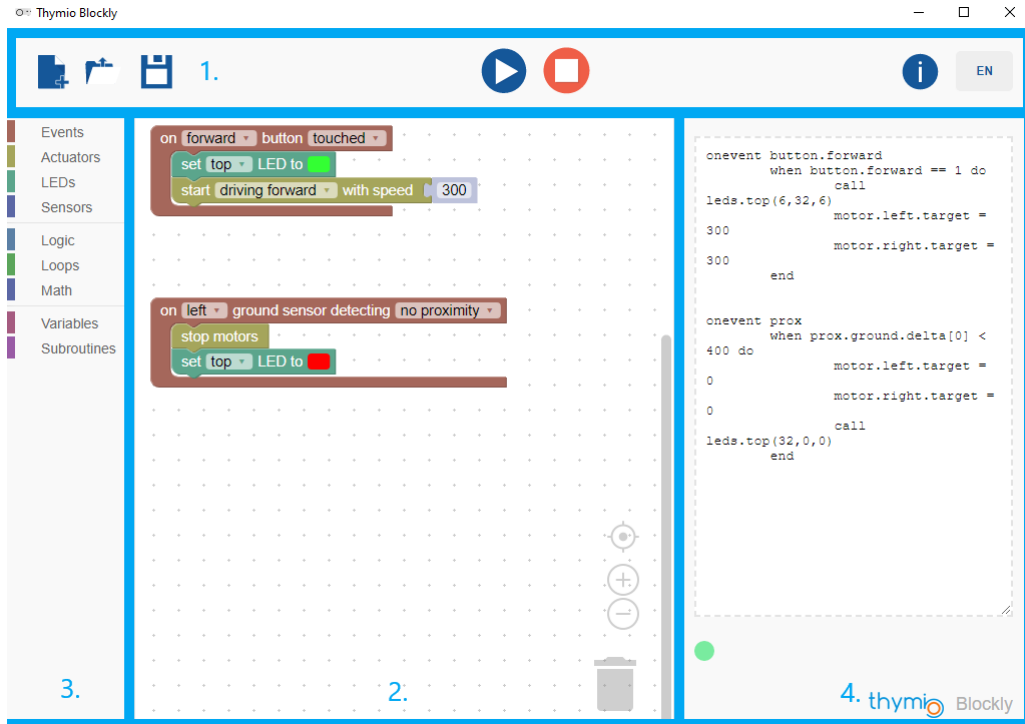 Thymio Blockly
1.
EN
Events
Actuators
LEDs
Sensors
Logic
Loops
Math
Variables
Subroutines
3.
on forward button touched
set top LED to
start driving forward with speed 300
on left ground sensor detecting no proximity
stop motors
set top LED to
2.
onevent button.forward
when button.forward == 1 do
call
leds.top(6,32,6)
motor.left.target =
300
motor.right.target =
300
end
onevent prox
when prox.ground.delta[0] <
400 do
motor.left.target =
0
motor.right.target =
0
call
leds.top(32,0,0)
end
4.
thymio Blockly